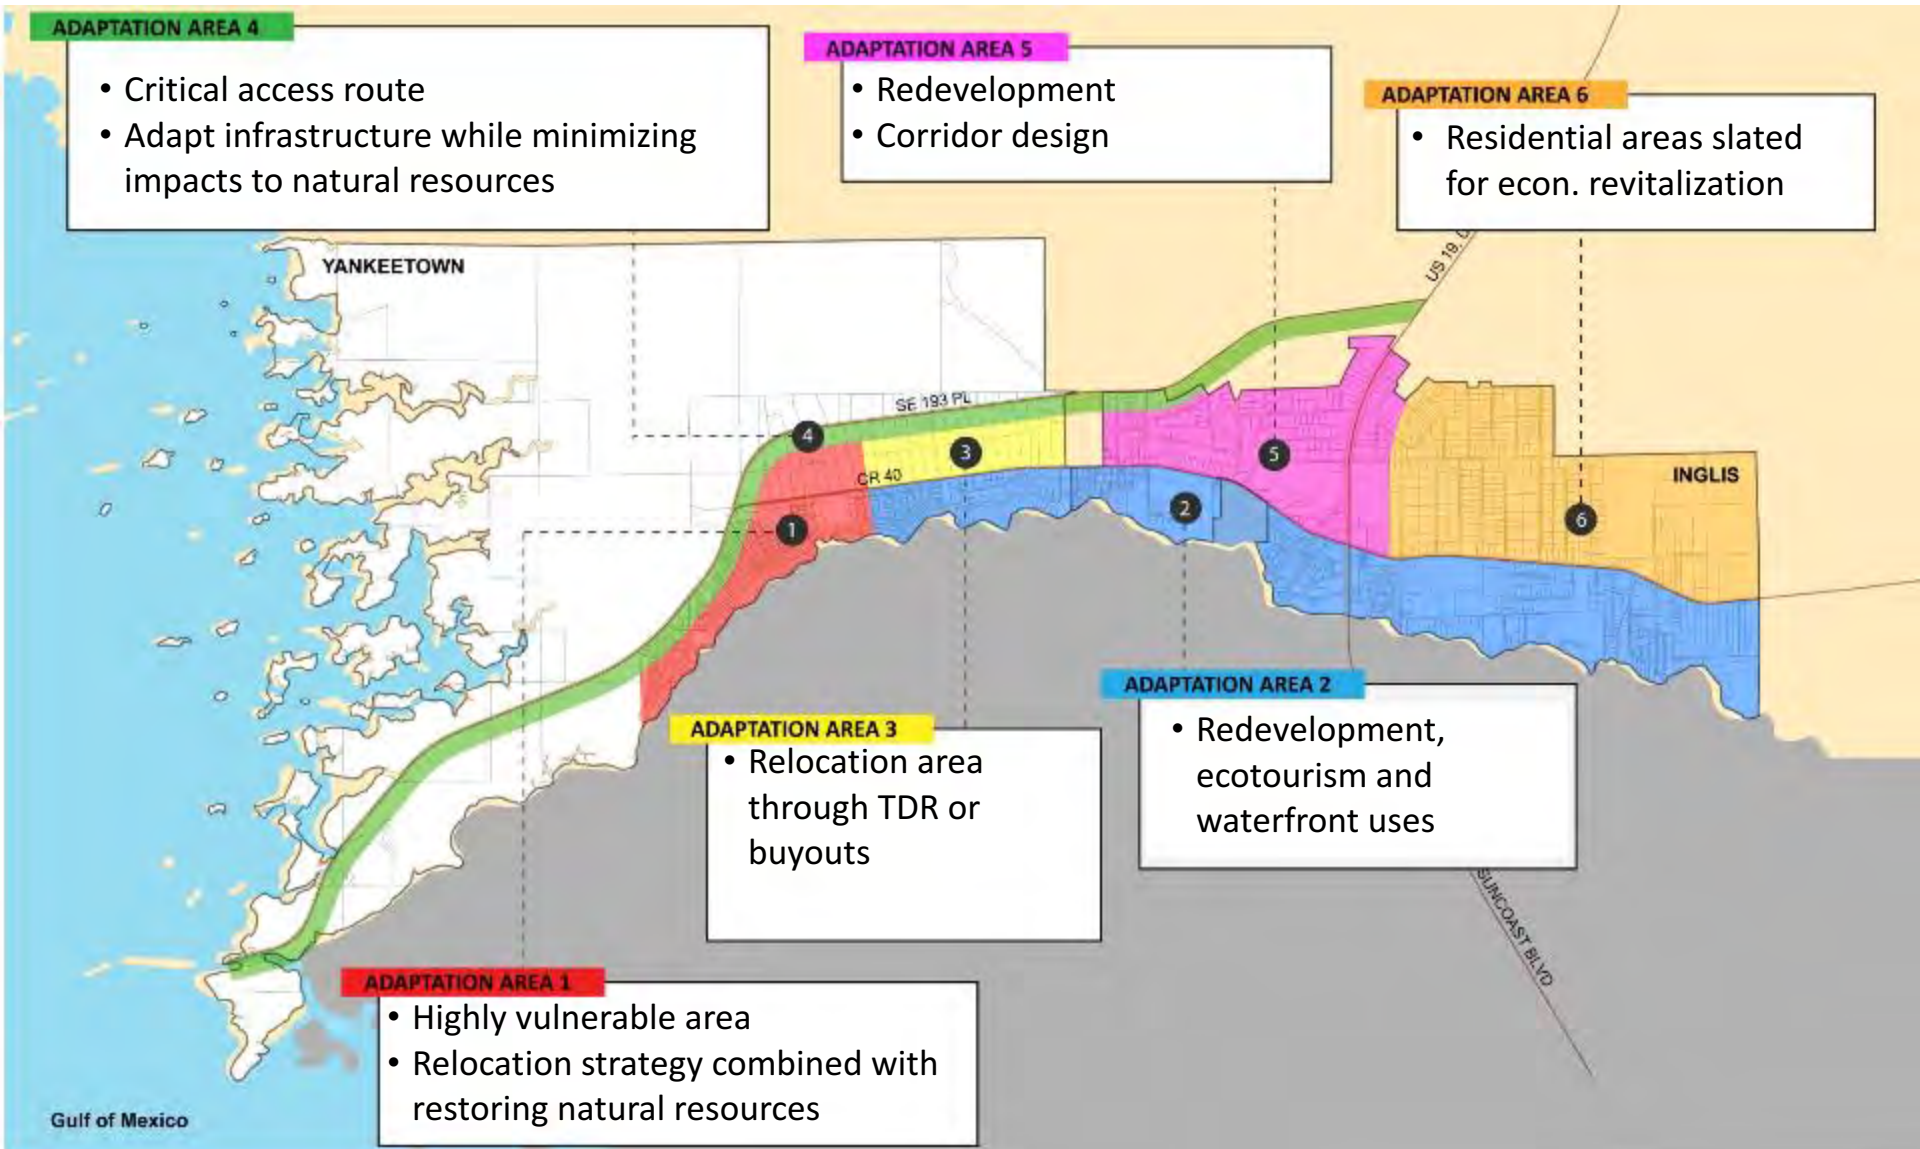 ADAPTATION AREA 4
• Critical access route
• Adapt infrastructure while minimizing
impacts to natural resources
ADAPTATION AREA 5
• Redevelopment
• Corridor design
ADAPTATION AREA 6
• Residential areas slated
for econ. revitalization
YANKEETOWN
US 19,
SE 193 PL
4
3
CR 40
5
INGLIS
1
2
6
ADAPTATION AREA 2
• Redevelopment,
ecotourism and
waterfront uses
ADAPTATION AREA 3
• Relocation area
through TDR or
buyouts
SUNCOAST BLVD
ADAPTATION AREA 1
• Highly vulnerable area
• Relocation strategy combined with
restoring natural resources
Gulf of Mexico